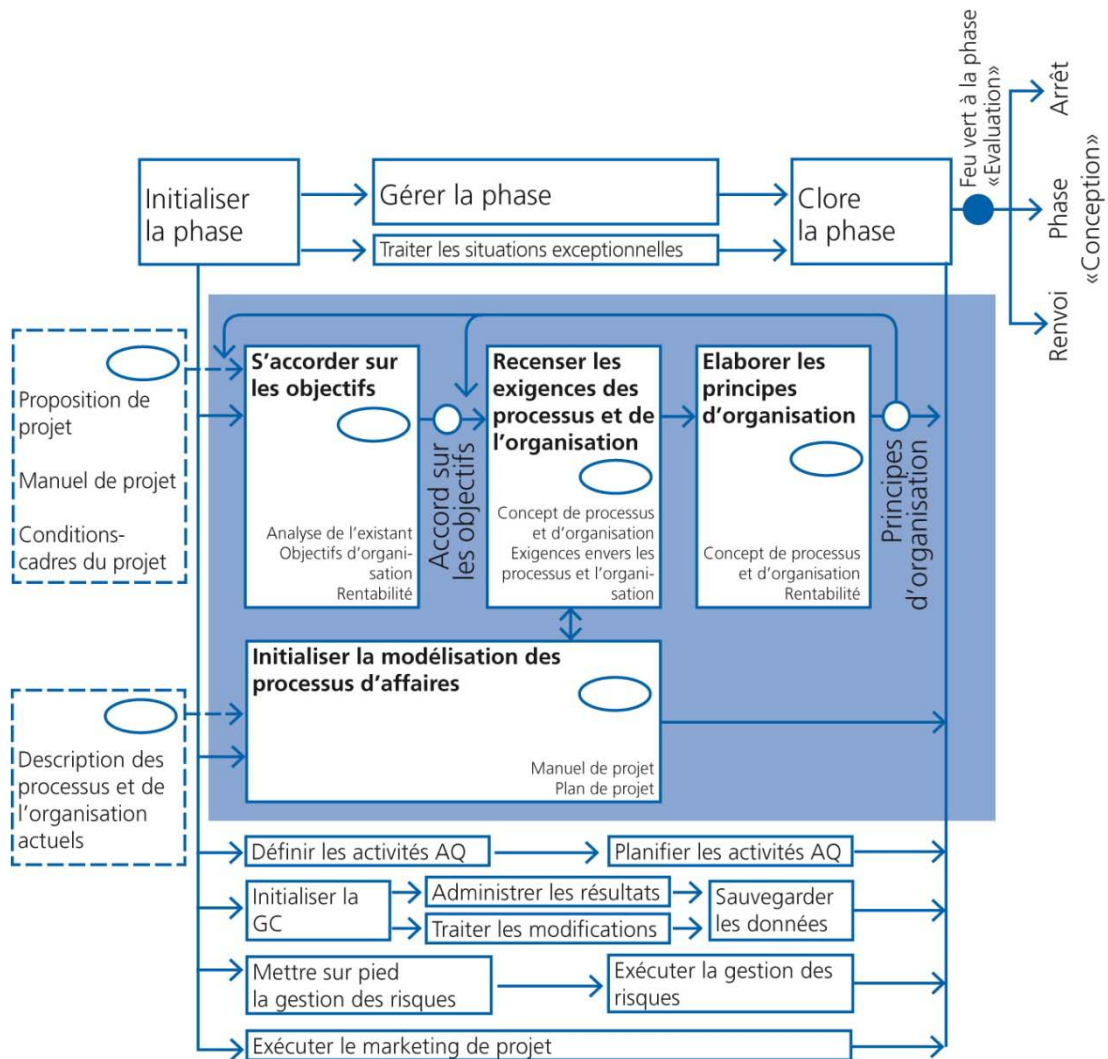 Feu vert à la phase
«Evaluation»
Arrêt
Phase
Renvoi
«Conception»
Initialiser
la phase
Gérer la phase
Traiter les situations exceptionnelles
Clore
la phase
Proposition de
projet
Manuel de projet
Conditions-
cadres du projet
S'accorder sur
les objectifs
Analyse de l'existant
Objectifs d'organi-
sation
Rentabilité
Accord sur
les objectifs
Recenser les
exigences des
processus et de
l'organisation
Concept de processus
et d'organisation
Exigences envers les
processus et l'organi-
sation
Elaborer les
principes
d'organisation
Concept de processus
et d'organisation
Rentabilité
Principes
d'organisation
Initialiser la modélisation des
processus d'affaires
Manuel de projet
Plan de projet
Description des
processus et de
l'organisation
actuels
Définir les activités AQ
Planifier les activités AQ
Initialiser la
GC
Administrer les résultats
Traiter les modifications
Sauvegarder
les données
Mettre sur pied
la gestion des risques
Exécuter la gestion des
risques
Exécuter le marketing de projet